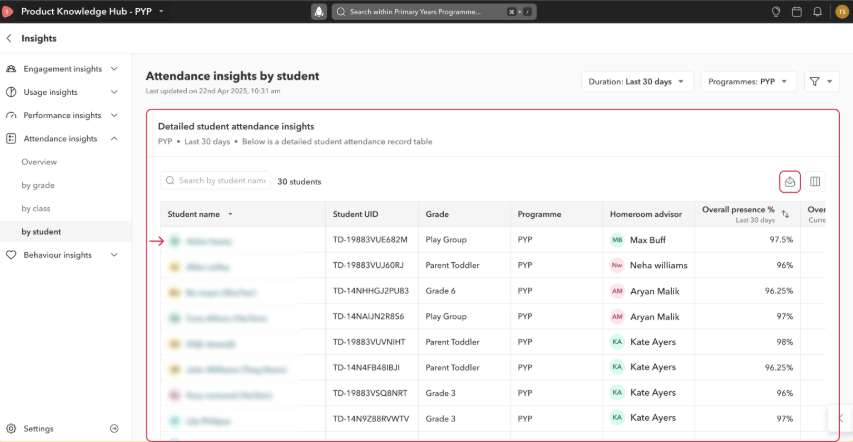 Product Knowledge Hub - PYP
Search within Primary Years Programme... ⌘ + /
TS
Insights
Engagement insights
Usage insights
Performance insights
Attendance insights
Overview
by grade
by class
by student
Behaviour insights
Settings
Attendance insights by student
Last updated on 22nd Apr 2025, 10:31 am
Duration: Last 30 days
Programmes: PYP
Detailed student attendance insights
PYP • Last 30 days • Below is a detailed student attendance record table
Search by student name
30 students
Student name Student UID Grade Programme Homeroom advisor Overall presence % Over
Last 30 days Curre
TD-19883VUE682M Play Group PYP MB Max Buff 97.5%
TD-19883VUJ60RJ Parent Toddler PYP Nw Neha williams 96%
TD-14NHHGJ2PU83 Grade 6 PYP AM Aryan Malik 96.25%
TD-14NAIJN2R8S6 Play Group PYP AM Aryan Malik 97%
TD-19883VUVNIHT Parent Toddler PYP KA Kate Ayers 98%
TD-14N4FB48IBJI Parent Toddler PYP KA Kate Ayers 96.25%
TD-19883VSQ8NRT Grade 3 PYP KA Kate Ayers 96%
TD-14N9Z88RVWTV Grade 3 PYP KA Kate Ayers 97%